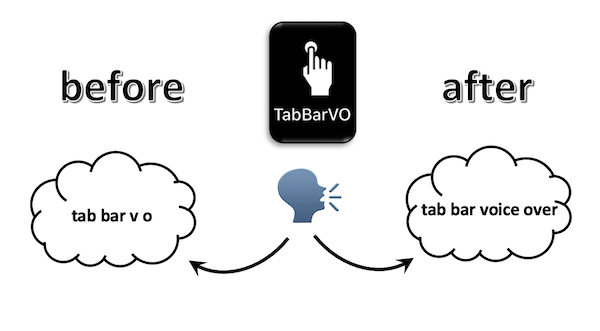 before
TabBarVO
after
tab bar v o
tab bar voice over